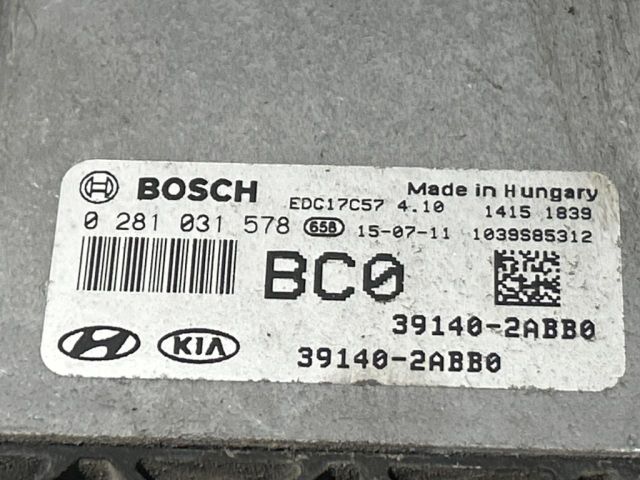 BOSCH EDC17C57 4.10 Made in Hungary
1415 1839
0 281 031 578 658 15-07-11 1039S85312
BC0
39140-2ABB0
KIA 39140-2ABB0